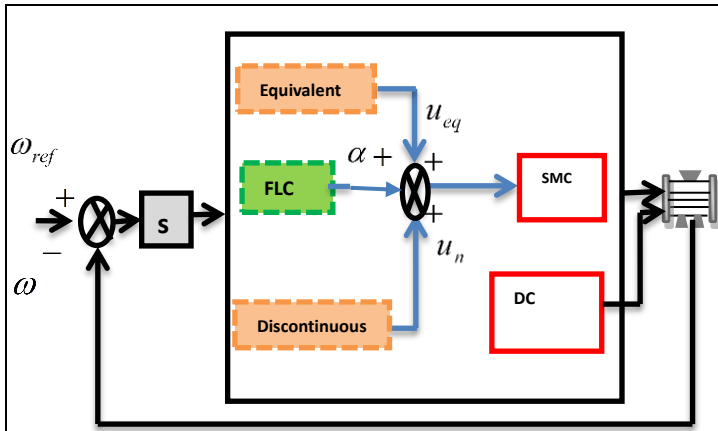 Equivalent
u_eq
ω_ref
α +
+
FLC
SMC
+
s
+
−
u_n
ω
DC
Discontinuous